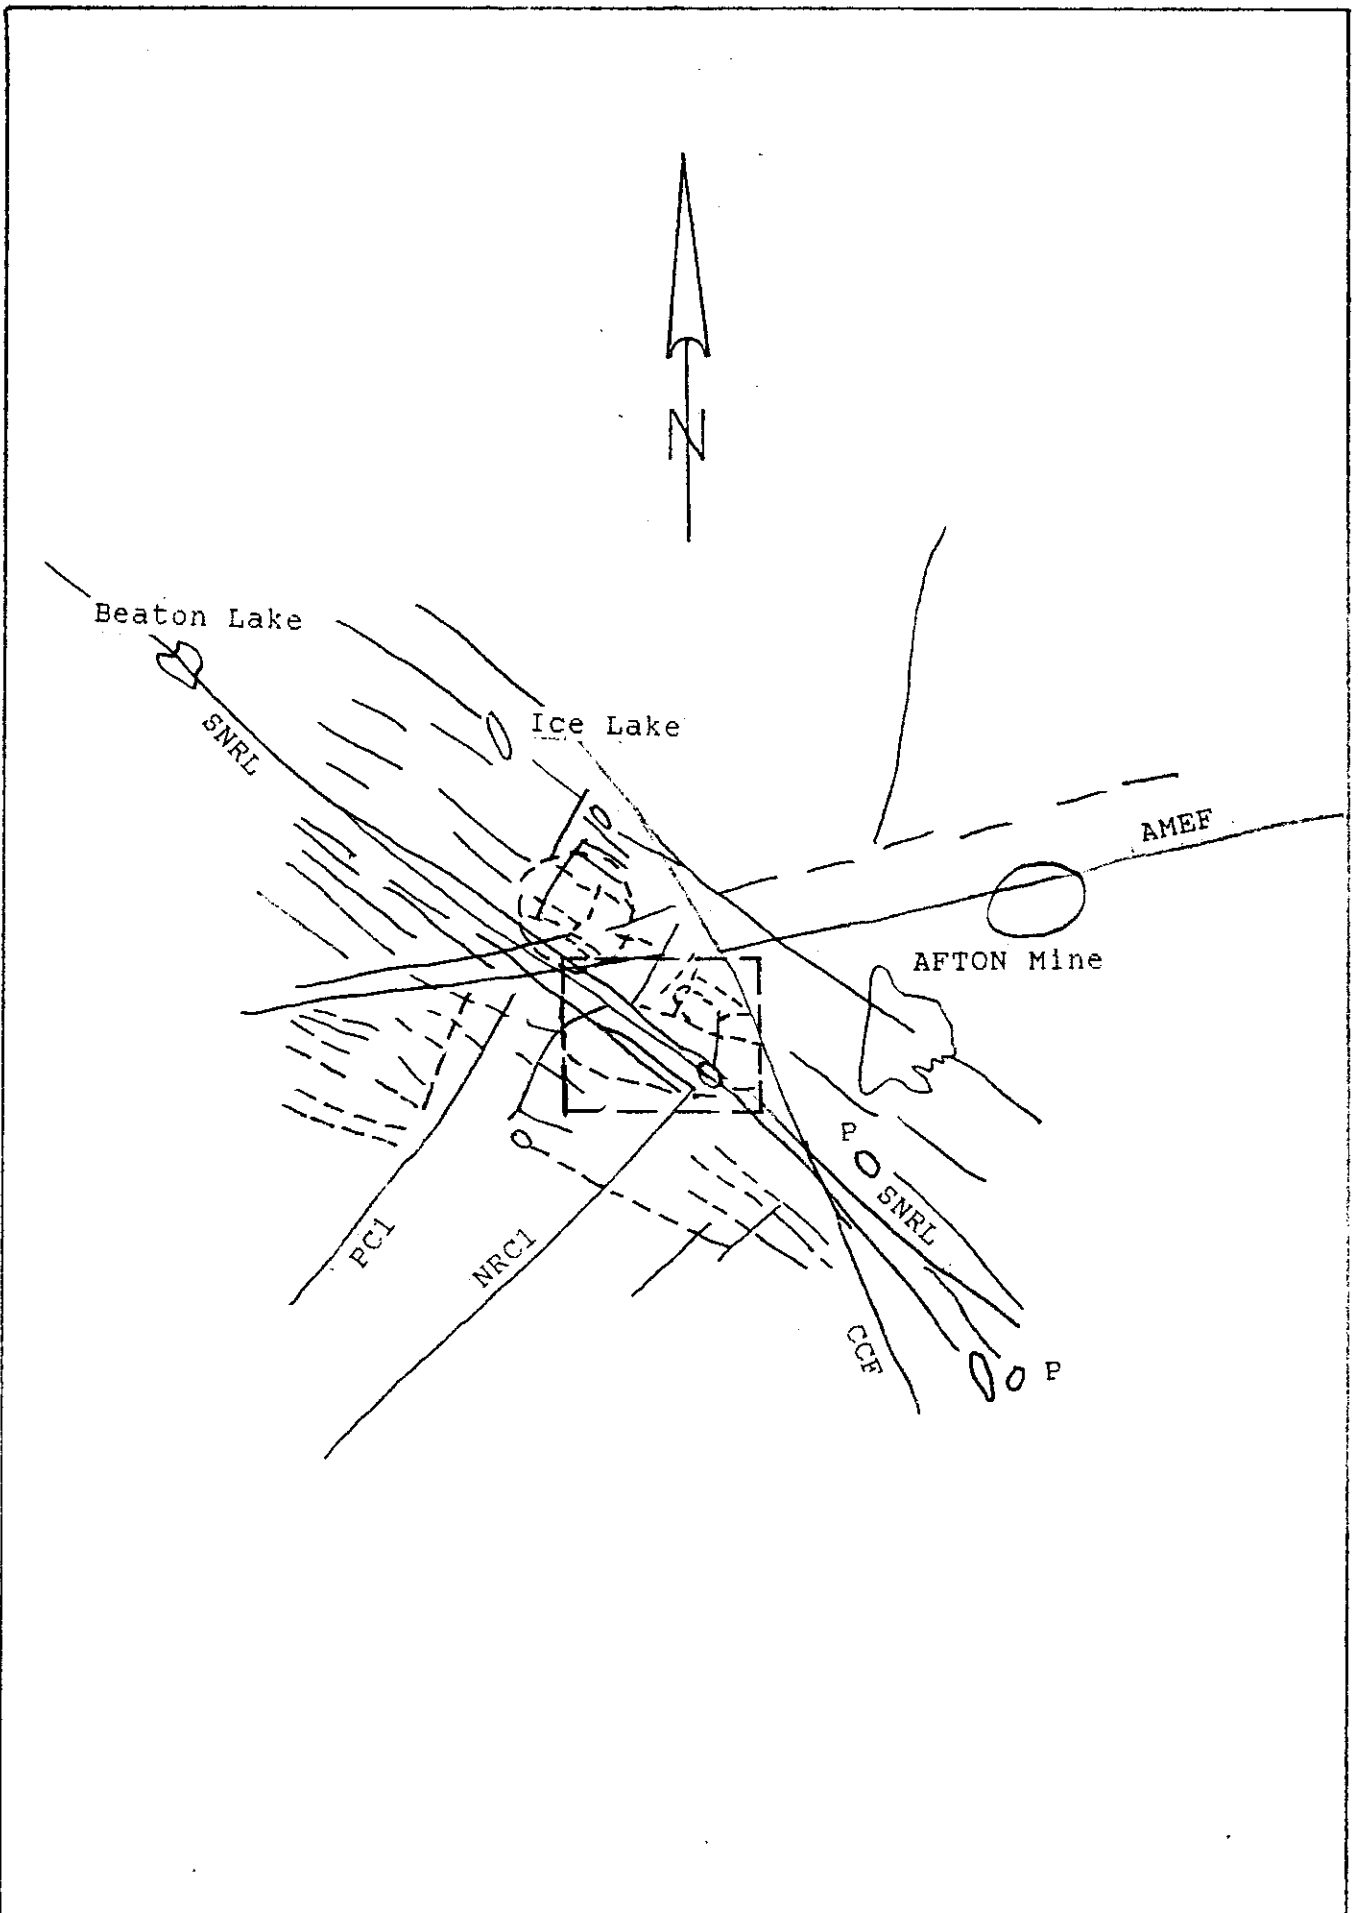 N
Beaton Lake
SNRL
Ice Lake
AMEF
AFTON Mine
P
SNRL
PC1
NRC1
CCF
P